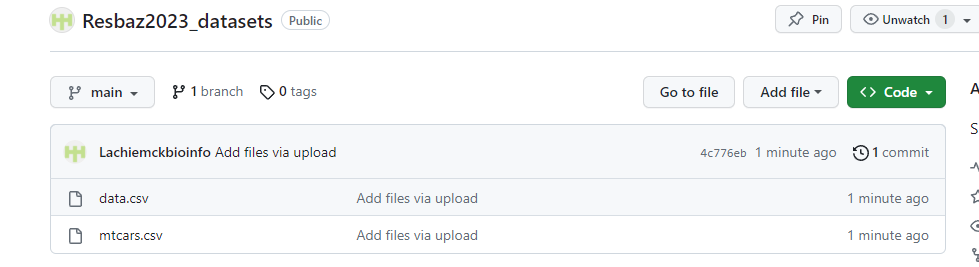 Resbaz2023_datasets Public Pin Unwatch 1
main 1 branch 0 tags Go to file Add file Code
Lachiemckbioinfo Add files via upload 4c776eb 1 minute ago 1 commit
data.csv Add files via upload 1 minute ago
mtcars.csv Add files via upload 1 minute ago